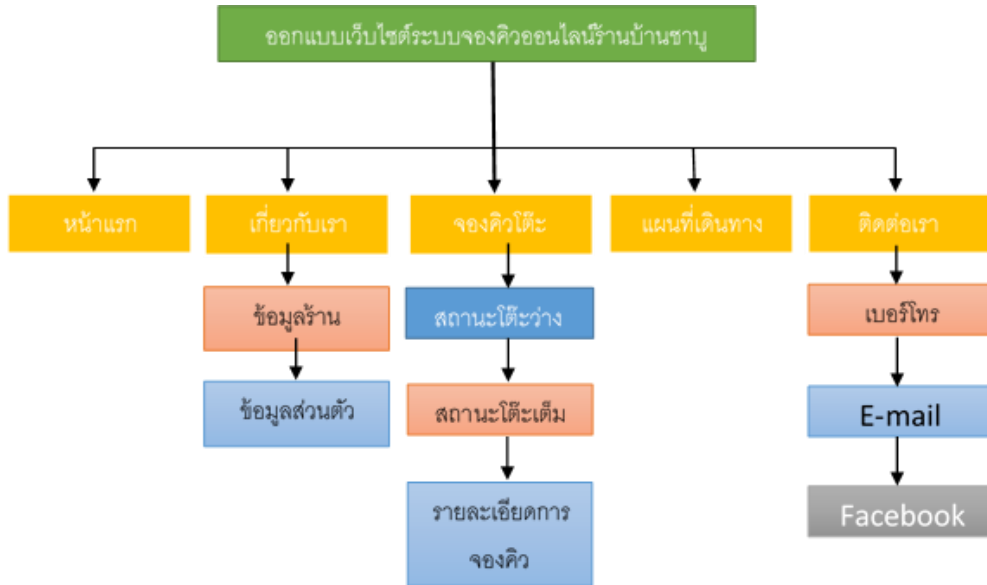 ออกแบบเว็บไซต์ระบบจองคิวออนไลน์ร้านบ้านชาบู
หน้าแรก
เกี่ยวกับเรา
จองคิวโต๊ะ
แผนที่เดินทาง
ติดต่อเรา
ข้อมูลร้าน
สถานะโต๊ะว่าง
เบอร์โทร
ข้อมูลส่วนตัว
สถานะโต๊ะเต็ม
E-mail
รายละเอียดการ
จองคิว
Facebook